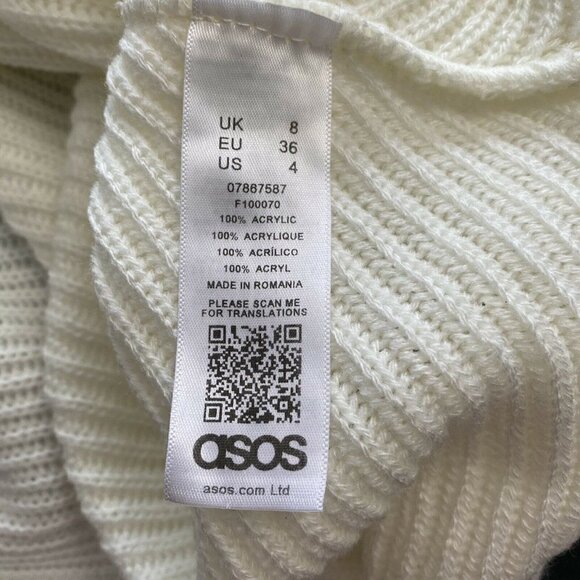 UK 8
EU 36
US 4
07867587
F100070
100% ACRYLIC
100% ACRYLIQUE
100% ACRÍLICO
100% ACRYL
MADE IN ROMANIA
PLEASE SCAN ME
FOR TRANSLATIONS
asos
asos.com Ltd